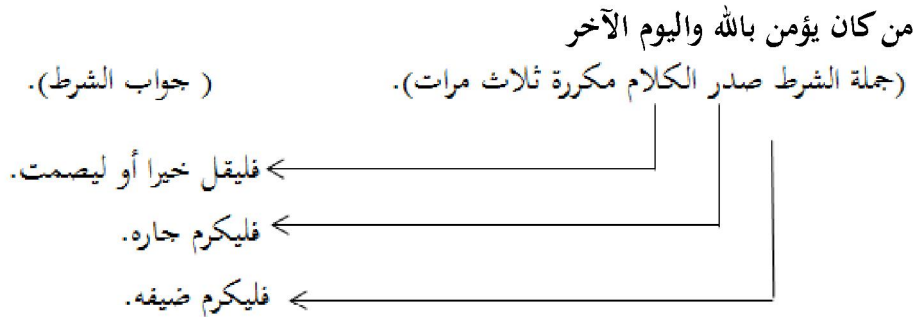 من كان يؤمن بالله واليوم الآخر
(جملة الشرط صدر الكلام مكررة ثلاث مرات). ( جواب الشرط).
فليقل خيرا أو ليصمت.
فليكرم جاره.
فليكرم ضيفه.